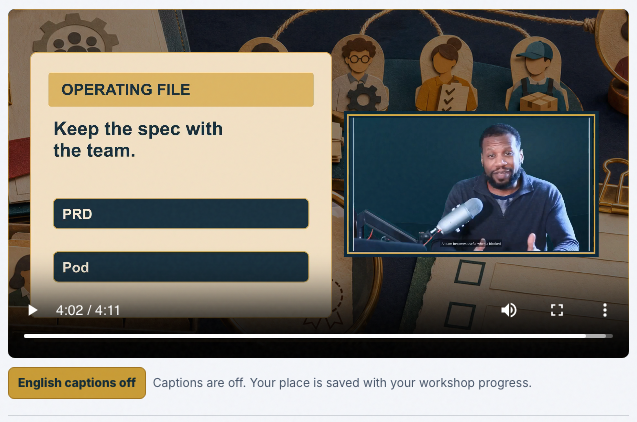 OPERATING FILE
Keep the spec with
the team.
PRD
Pod
4:02 / 4:11
English captions off
Captions are off. Your place is saved with your workshop progress.